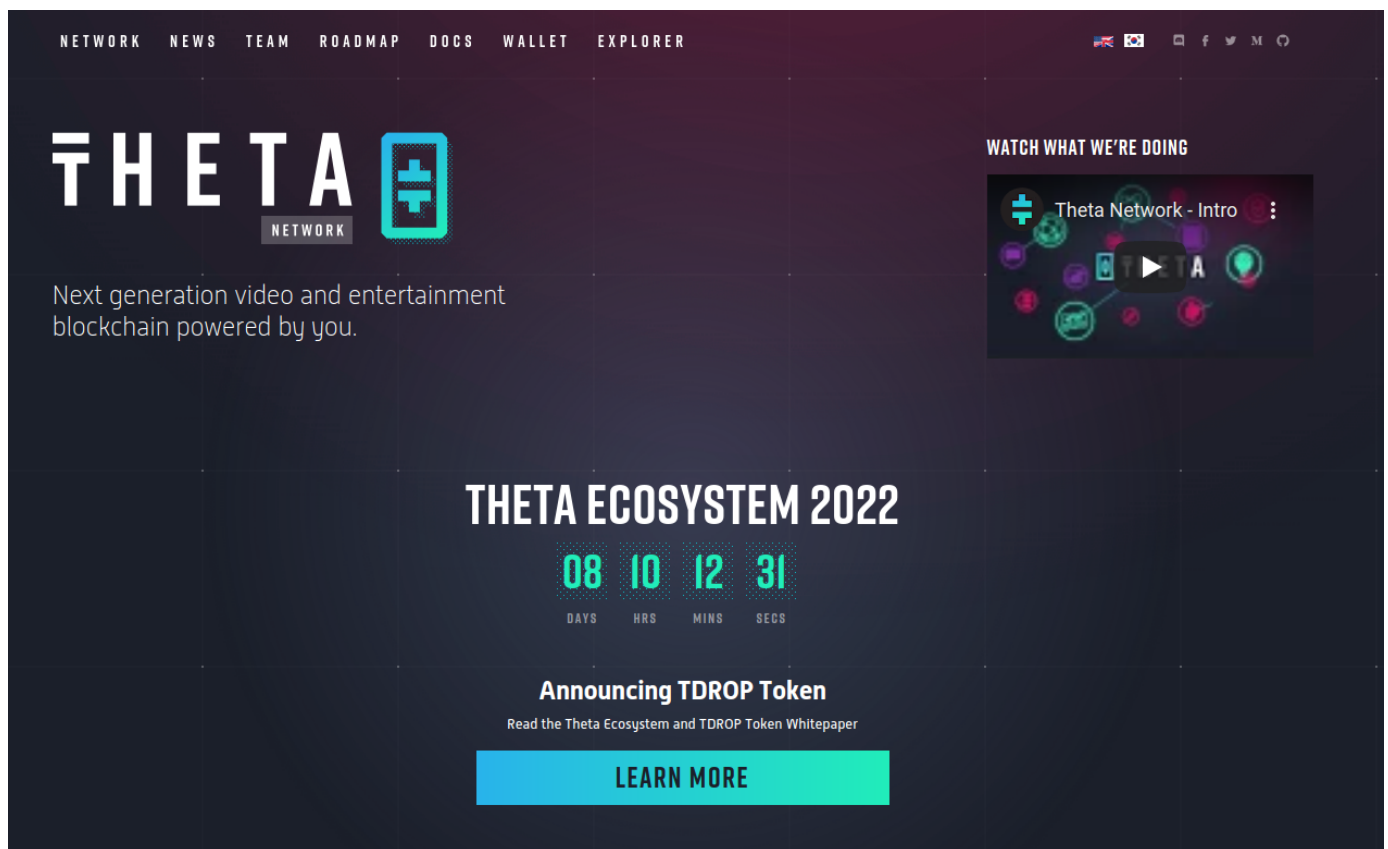 NETWORK NEWS TEAM ROADMAP DOCS WALLET EXPLORER
THETA
NETWORK
Next generation video and entertainment
blockchain powered by you.
WATCH WHAT WE'RE DOING
Theta Network - Intro
THETA
THETA ECOSYSTEM 2022
08 10 12 31
DAYS HRS MINS SECS
Announcing TDROP Token
Read the Theta Ecosystem and TDROP Token Whitepaper
LEARN MORE